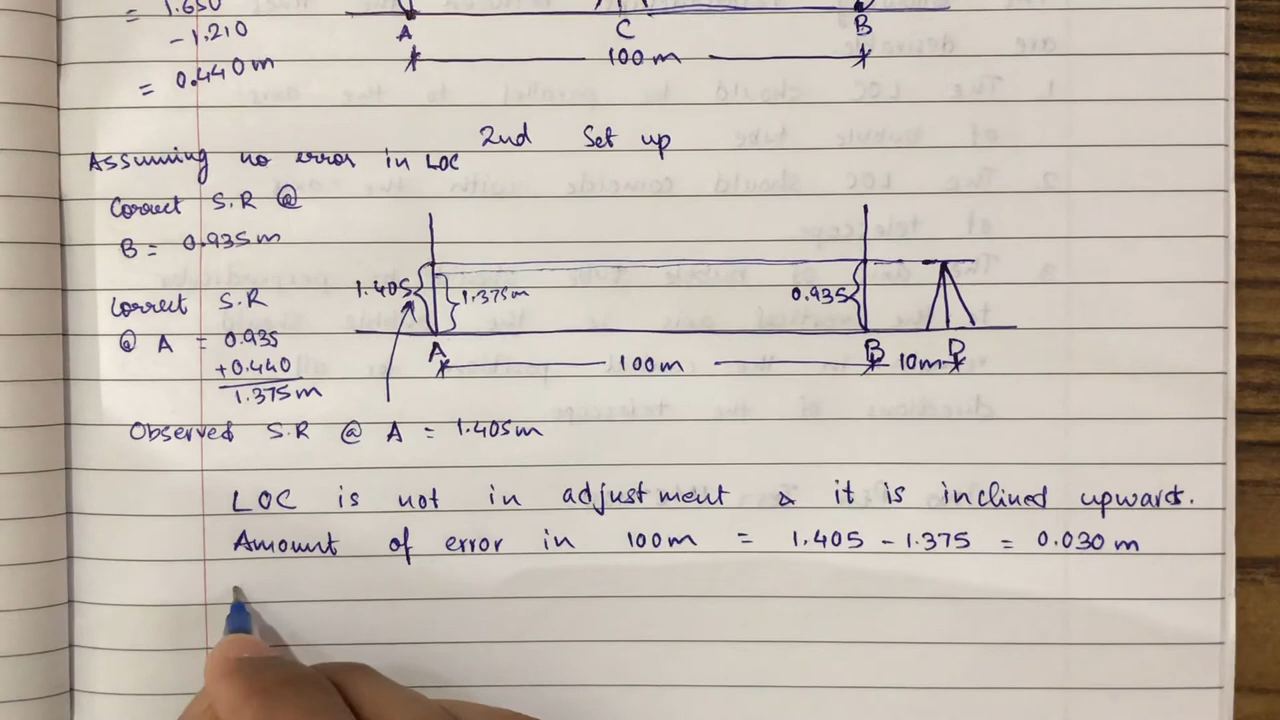 = 1.650
- 1.210
= 0.440 m
A C B
100 m
2nd Set up
Assuming no error in LOC
Correct S.R @
B = 0.935 m
Correct S.R
@ A = 0.935
+0.440
1.375 m
1.405
1.375m
0.935
A B D
100 m 10m
Observed S.R @ A = 1.405 m
LOC is not in adjustment & it is inclined upward.
Amount of error in 100m = 1.405 - 1.375 = 0.030 m